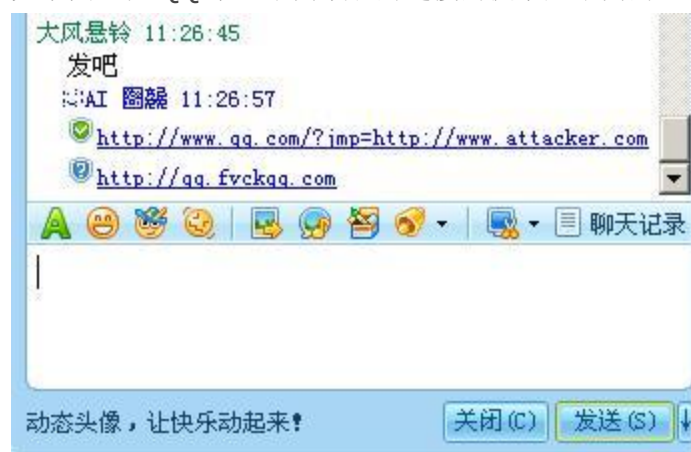 大风悬铃 11:26:45
发吧
AI 11:26:57
http://www.qq.com/?jmp=http://www.attacker.com
http://qq.fvckqq.com
聊天记录
动态头像，让快乐动起来!
关闭(C) 发送(S)